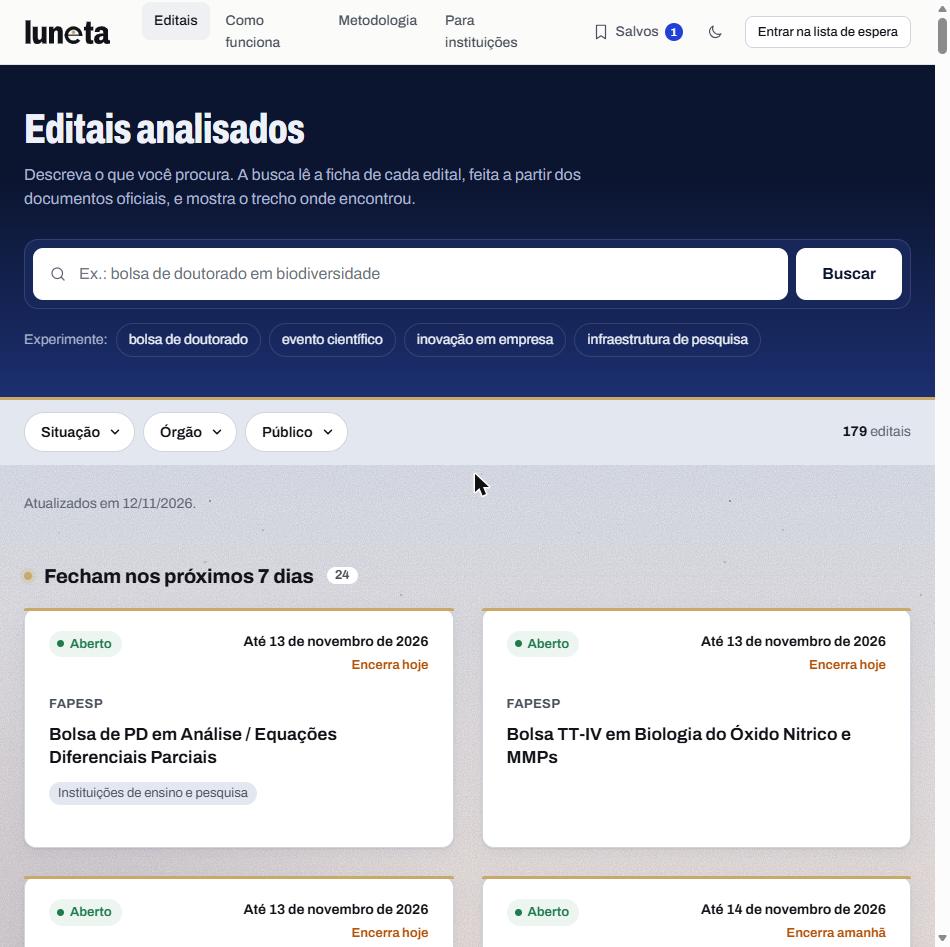 luneta
Editais
Como
funciona
Metodologia
Para
instituições
Salvos 1
Entrar na lista de espera
Editais analisados
Descreva o que você procura. A busca lê a ficha de cada edital, feita a partir dos
documentos oficiais, e mostra o trecho onde encontrou.
Ex.: bolsa de doutorado em biodiversidade
Buscar
Experimente: bolsa de doutorado evento científico inovação em empresa infraestrutura de pesquisa
Situação Órgão Público 179 editais
Atualizados em 12/11/2026.
Fecham nos próximos 7 dias 24
Aberto Até 13 de novembro de 2026
Encerra hoje
FAPESP
Bolsa de PD em Análise / Equações
Diferenciais Parciais
Instituições de ensino e pesquisa
Aberto Até 13 de novembro de 2026
Encerra hoje
FAPESP
Bolsa TT-IV em Biologia do Óxido Nitrico e
MMPs
Aberto Até 13 de novembro de 2026
Encerra hoje
Aberto Até 14 de novembro de 2026
Encerra amanhã